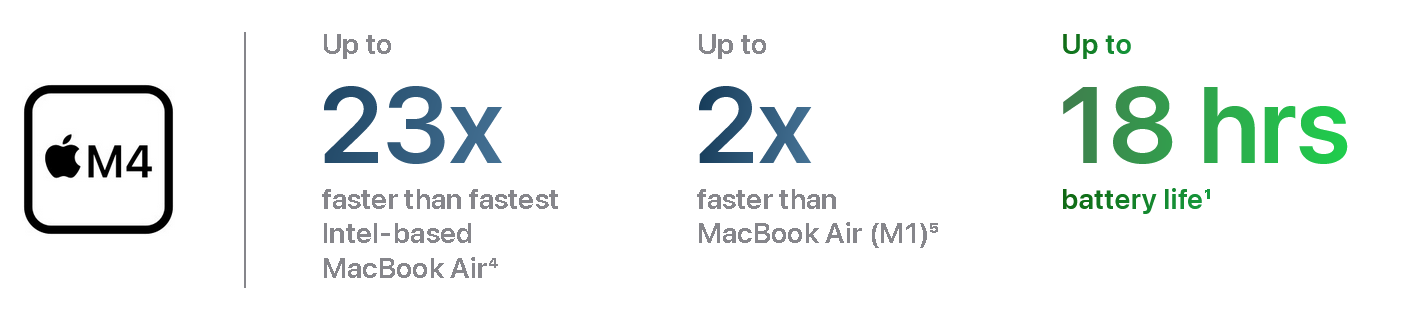 M4
Up to
23x
faster than fastest
Intel-based
MacBook Air⁴
Up to
2x
faster than
MacBook Air (M1)⁵
Up to
18 hrs
battery life¹